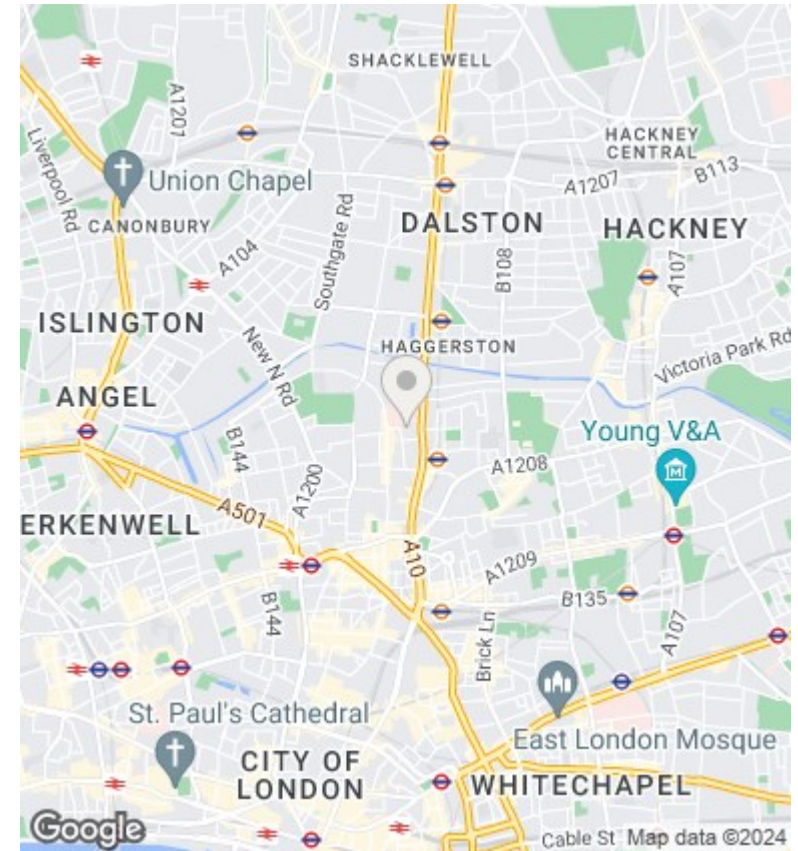 SHACKLEWELL
A1201
Liverpool Rd
HACKNEY
CENTRAL
B113
Union Chapel
A1207
CANONBURY
Southgate Rd
DALSTON
HACKNEY
A104
B108
A107
ISLINGTON
New N Rd
HAGGERSTON
Victoria Park Rd
ANGEL
Young V&A
B144
A1208
A1200
A501
ERKENWELL
A10
A1209
B135
B144
A107
Brick Ln
St. Paul's Cathedral
East London Mosque
CITY OF
LONDON
WHITECHAPEL
Google
Cable St
Map data ©2024